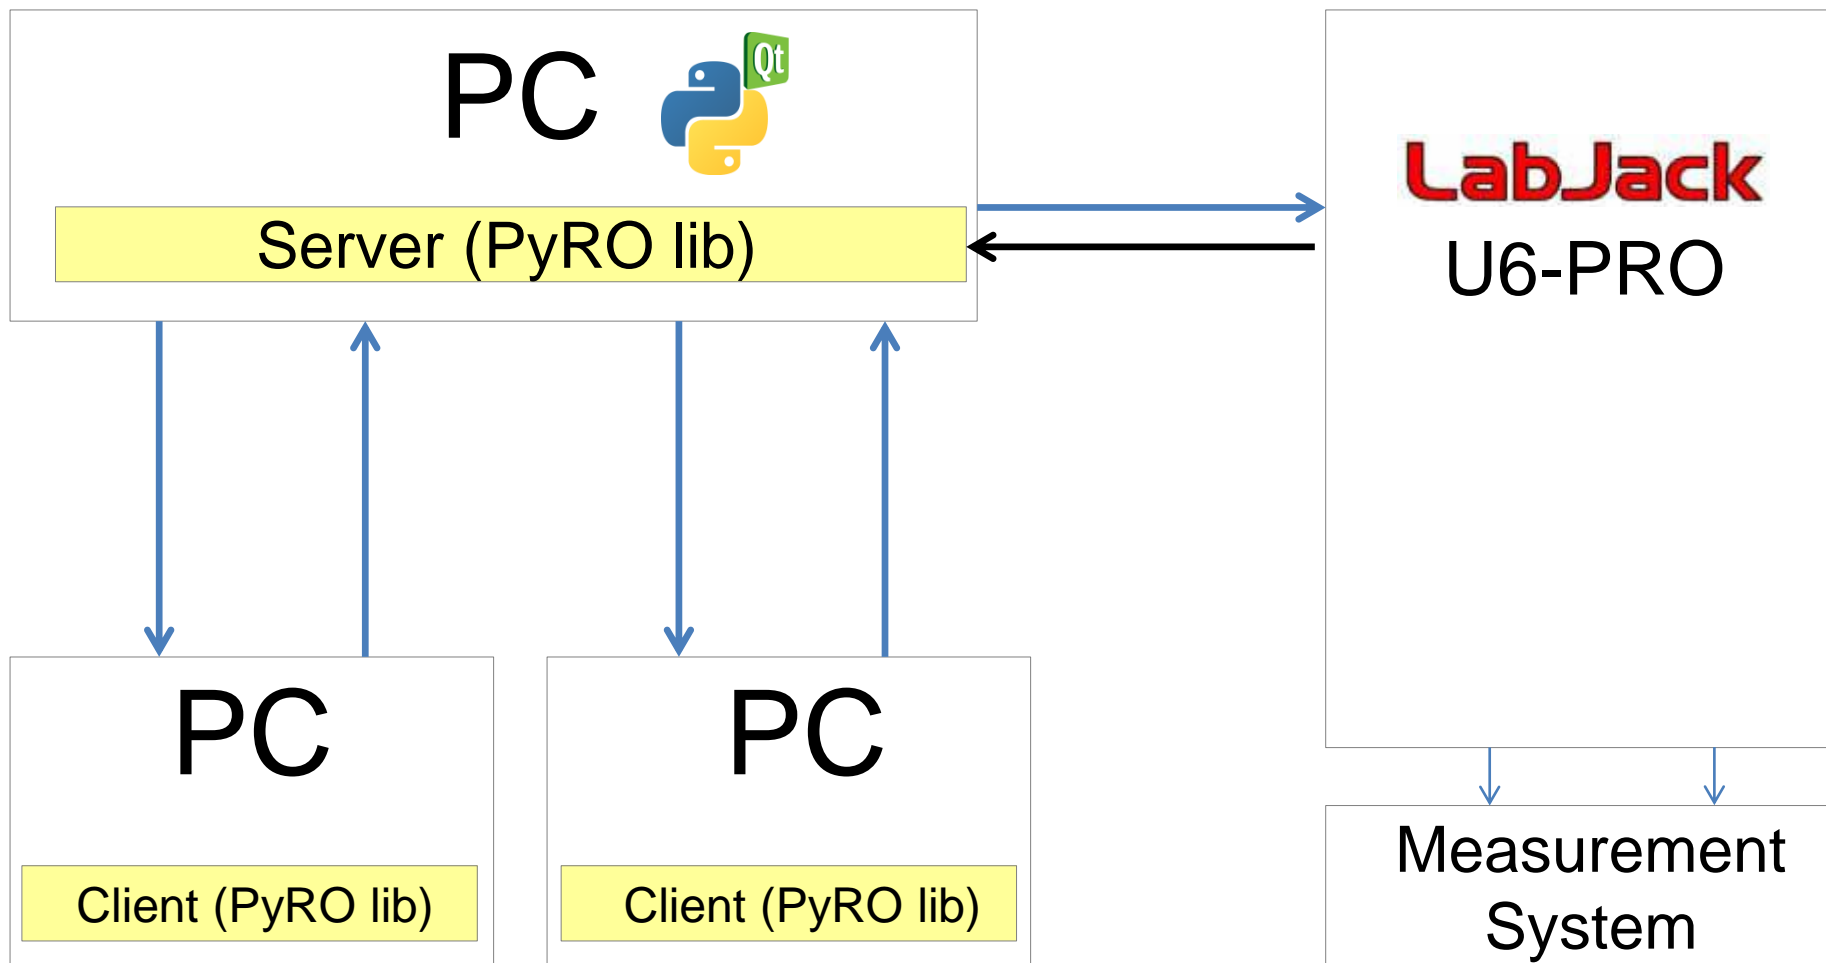 PC
Qt
Server (PyRO lib)
LabJack
U6-PRO
PC
Client (PyRO lib)
PC
Client (PyRO lib)
Measurement
System